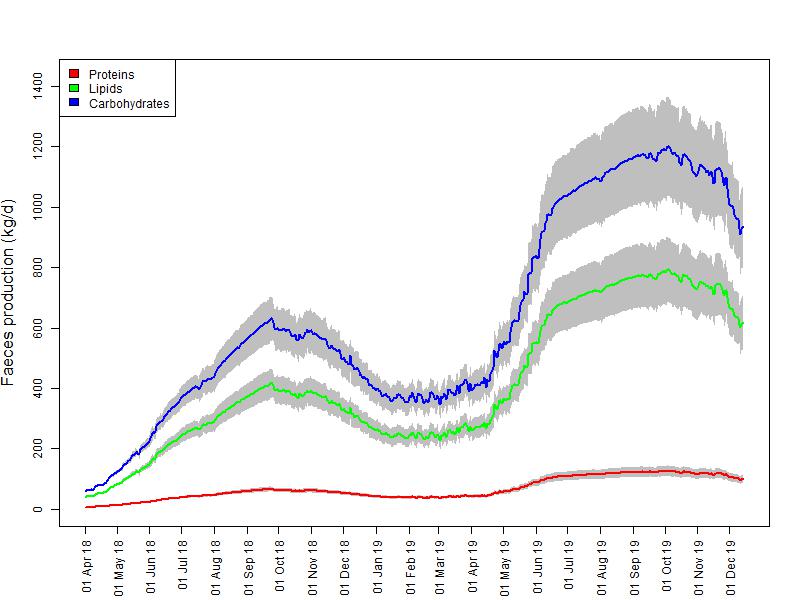 Proteins
Lipids
Carbohydrates
Faeces production (kg/d)
1400
1200
1000
800
600
400
200
0
01 Apr 18
01 May 18
01 Jun 18
01 Jul 18
01 Aug 18
01 Sep 18
01 Oct 18
01 Nov 18
01 Dec 18
01 Jan 19
01 Feb 19
01 Mar 19
01 Apr 19
01 May 19
01 Jun 19
01 Jul 19
01 Aug 19
01 Sep 19
01 Oct 19
01 Nov 19
01 Dec 19